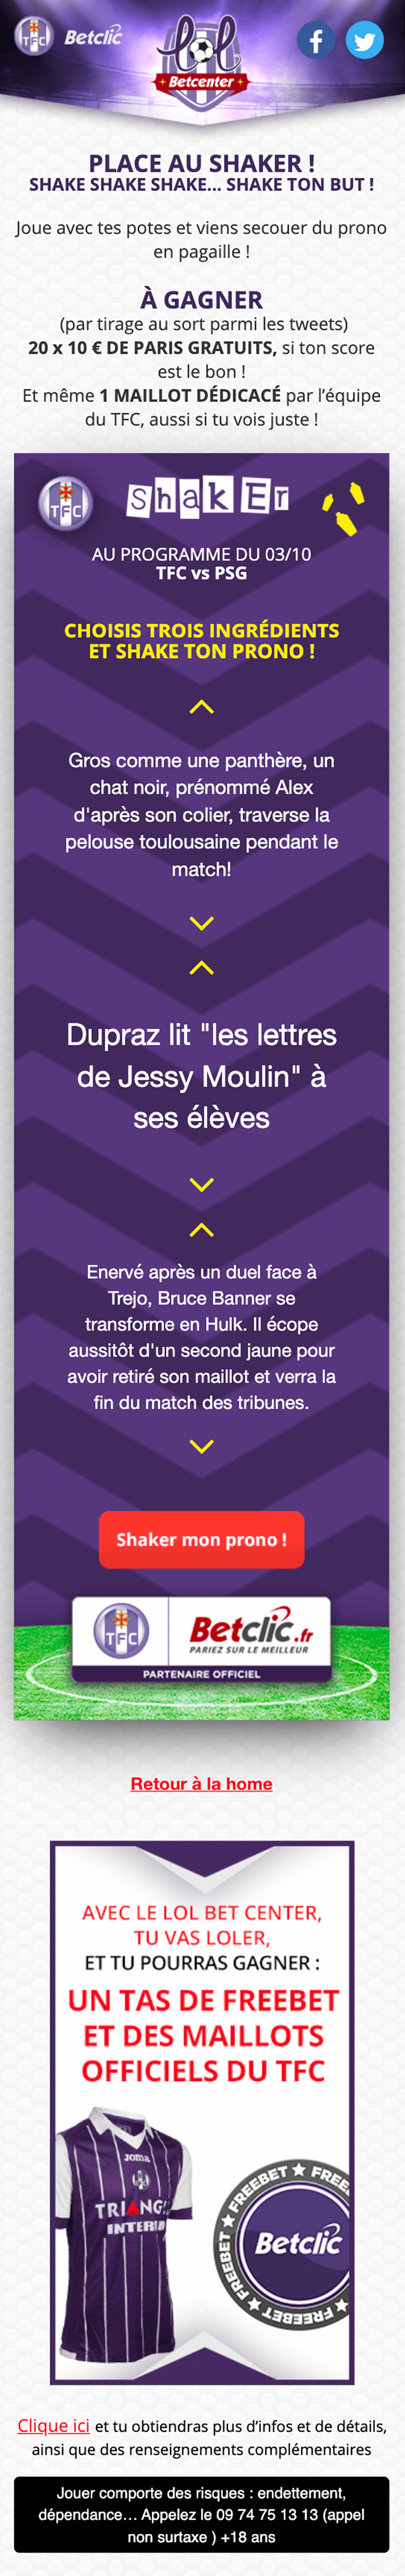 TFC
Betclic
lol
Betcenter
PLACE AU SHAKER !
SHAKE SHAKE SHAKE... SHAKE TON BUT !
Joue avec tes potes et viens secouer du prono
en pagaille !
À GAGNER
(par tirage au sort parmi les tweets)
20 x 10 € DE PARIS GRATUITS, si ton score
est le bon !
Et même 1 MAILLOT DÉDICACÉ par l'équipe
du TFC, aussi si tu vois juste !
TFC
ShakEr
AU PROGRAMME DU 03/10
TFC vs PSG
CHOISIS TROIS INGRÉDIENTS
ET SHAKE TON PRONO !
Gros comme une panthère, un
chat noir, prénommé Alex
d'après son colier, traverse la
pelouse toulousaine pendant le
match!
Dupraz lit "les lettres
de Jessy Moulin" à
ses élèves
Enervé après un duel face à
Trejo, Bruce Banner se
transforme en Hulk. Il écope
aussitôt d'un second jaune pour
avoir retiré son maillot et verra la
fin du match des tribunes.
Shaker mon prono !
TFC
Betclic.fr
PARIEZ SUR LE MEILLEUR
PARTENAIRE OFFICIEL
Retour à la home
AVEC LE LOL BET CENTER,
TU VAS LOLER,
ET TU POURRAS GAGNER :
UN TAS DE FREEBET
ET DES MAILLOTS
OFFICIELS DU TFC
Joma
TRIANG
INTERIM
FREEBET ★ FREE
Betclic
FREEBET
FREEBET
Clique ici et tu obtiendras plus d'infos et de détails,
ainsi que des renseignements complémentaires
Jouer comporte des risques : endettement,
dépendance… Appelez le 09 74 75 13 13 (appel
non surtaxe ) +18 ans